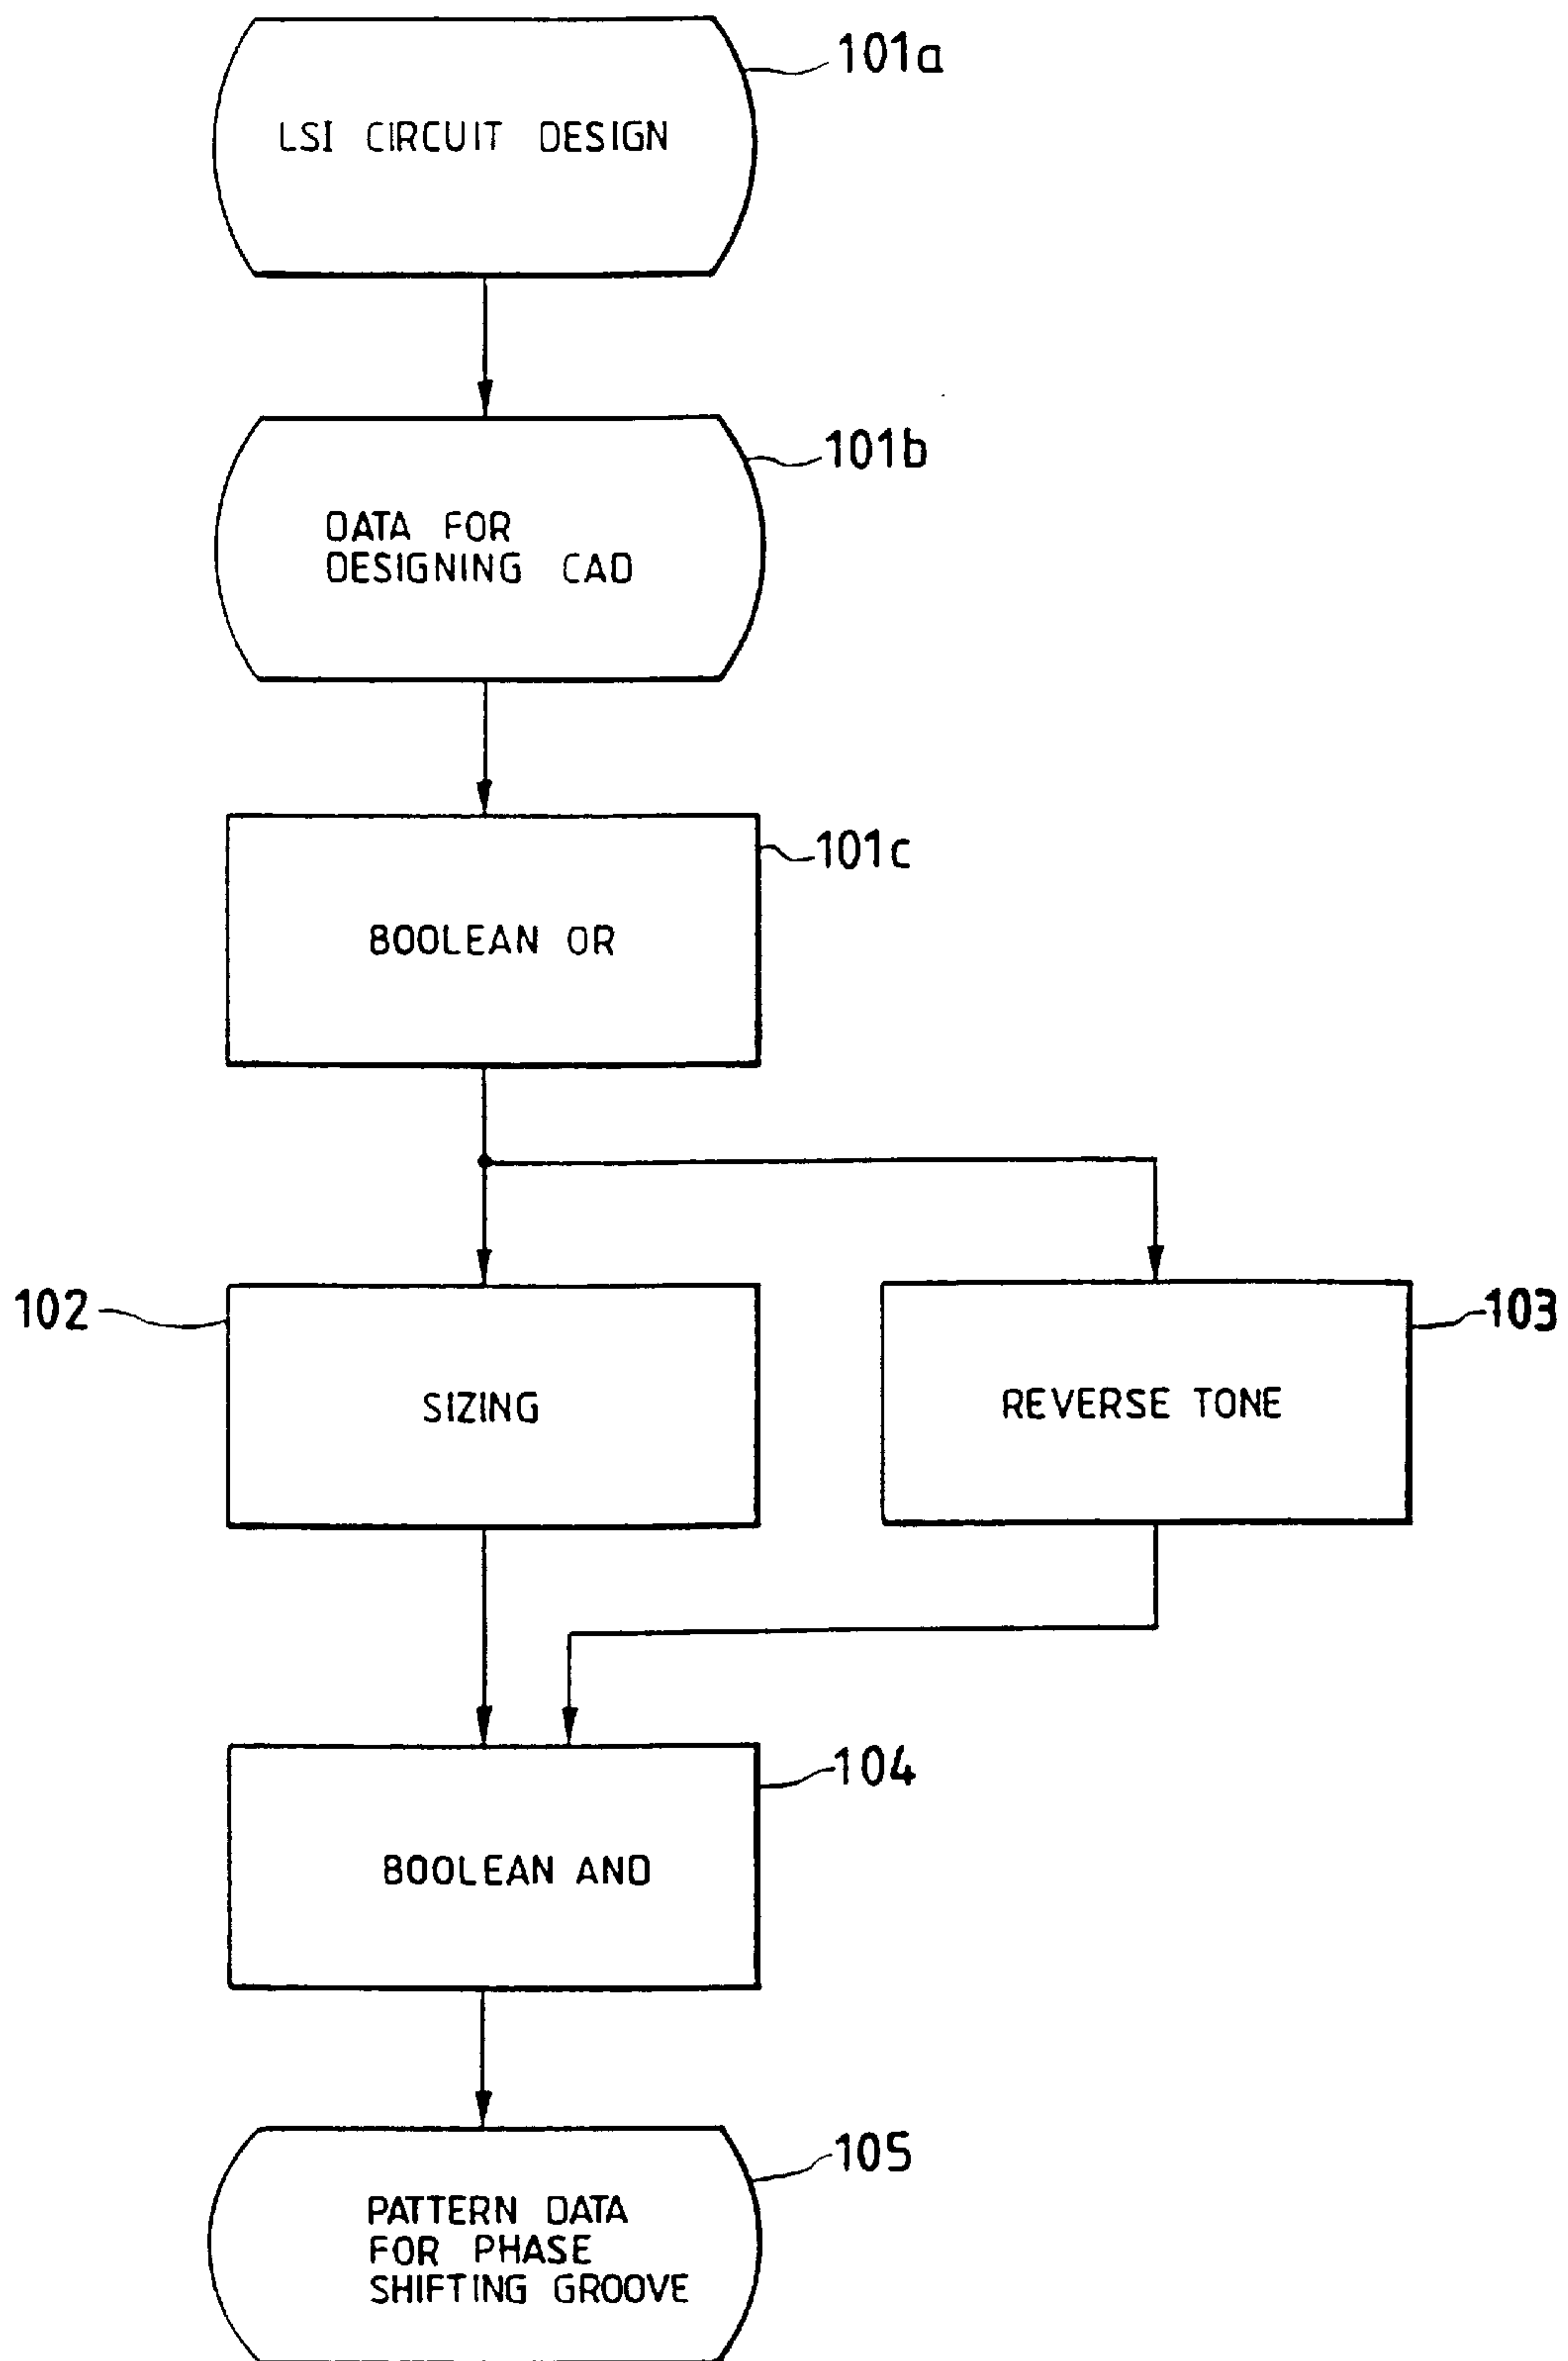 101a
LSI CIRCUIT DESIGN
101b
DATA FOR
DESIGNING CAD
101c
BOOLEAN OR
102
SIZING
103
REVERSE TONE
104
BOOLEAN AND
105
PATTERN DATA
FOR PHASE
SHIFTING GROOVE